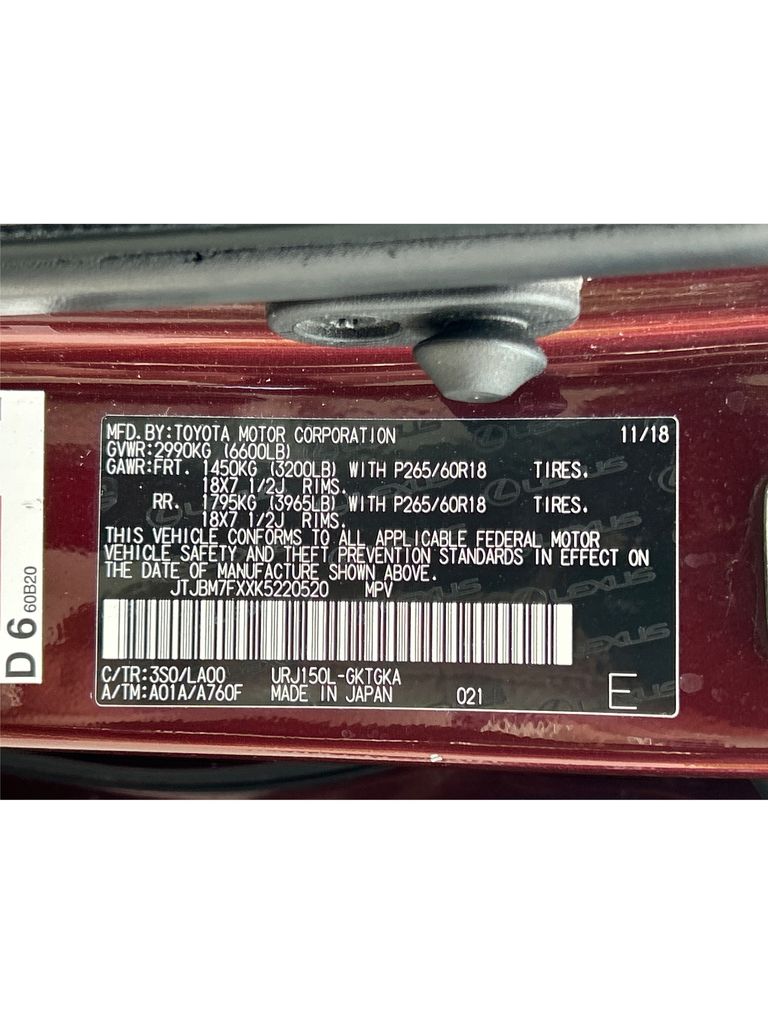 MFD.BY:TOYOTA MOTOR CORPORATION 11/18
GVWR:2990KG (6600LB)
GAWR:FRT. 1450KG (3200LB) WITH P265/60R18 TIRES.
18X7 1/2J RIMS.
RR. 1795KG (3965LB) WITH P265/60R18 TIRES.
18X7 1/2J RIMS.
THIS VEHICLE CONFORMS TO ALL APPLICABLE FEDERAL MOTOR
VEHICLE SAFETY AND THEFT PREVENTION STANDARDS IN EFFECT ON
THE DATE OF MANUFACTURE SHOWN ABOVE.
JTJBM7FXXK5220520 MPV
C/TR:3S0/LA00 URJ150L-GKTGKA
A/TM:A01A/A760F MADE IN JAPAN 021 E
D6 60B20
LEXUS
LEXUS